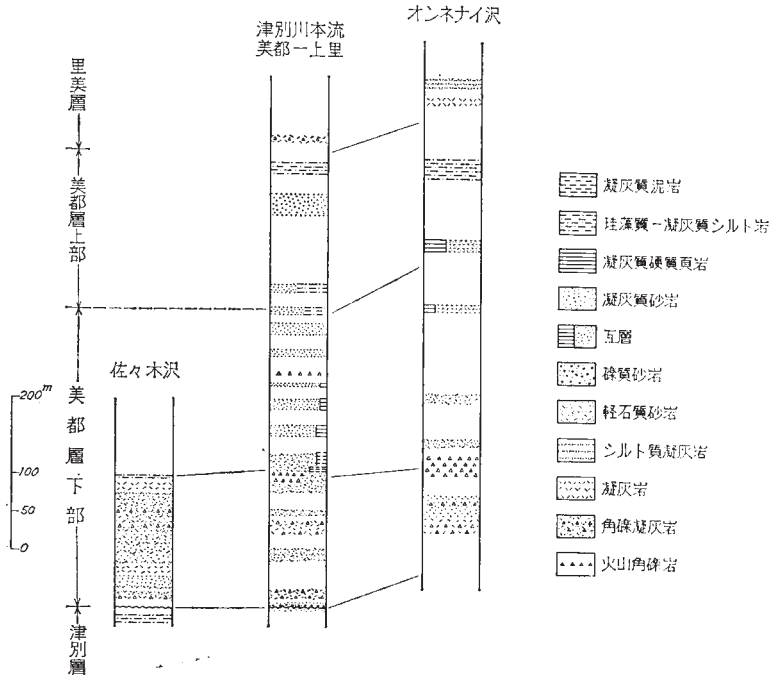 オンネナイ沢
津別川本流
美都ー上里
佐々木沢
里美層
美都層上部
美都層下部
津別層
200m
100
50
0
凝灰質泥岩
珪藻質ー凝灰質シルト岩
凝灰質硬質頁岩
凝灰質砂岩
互層
礫質砂岩
軽石質砂岩
シルト質凝灰岩
凝灰岩
角礫凝灰岩
火山角礫岩